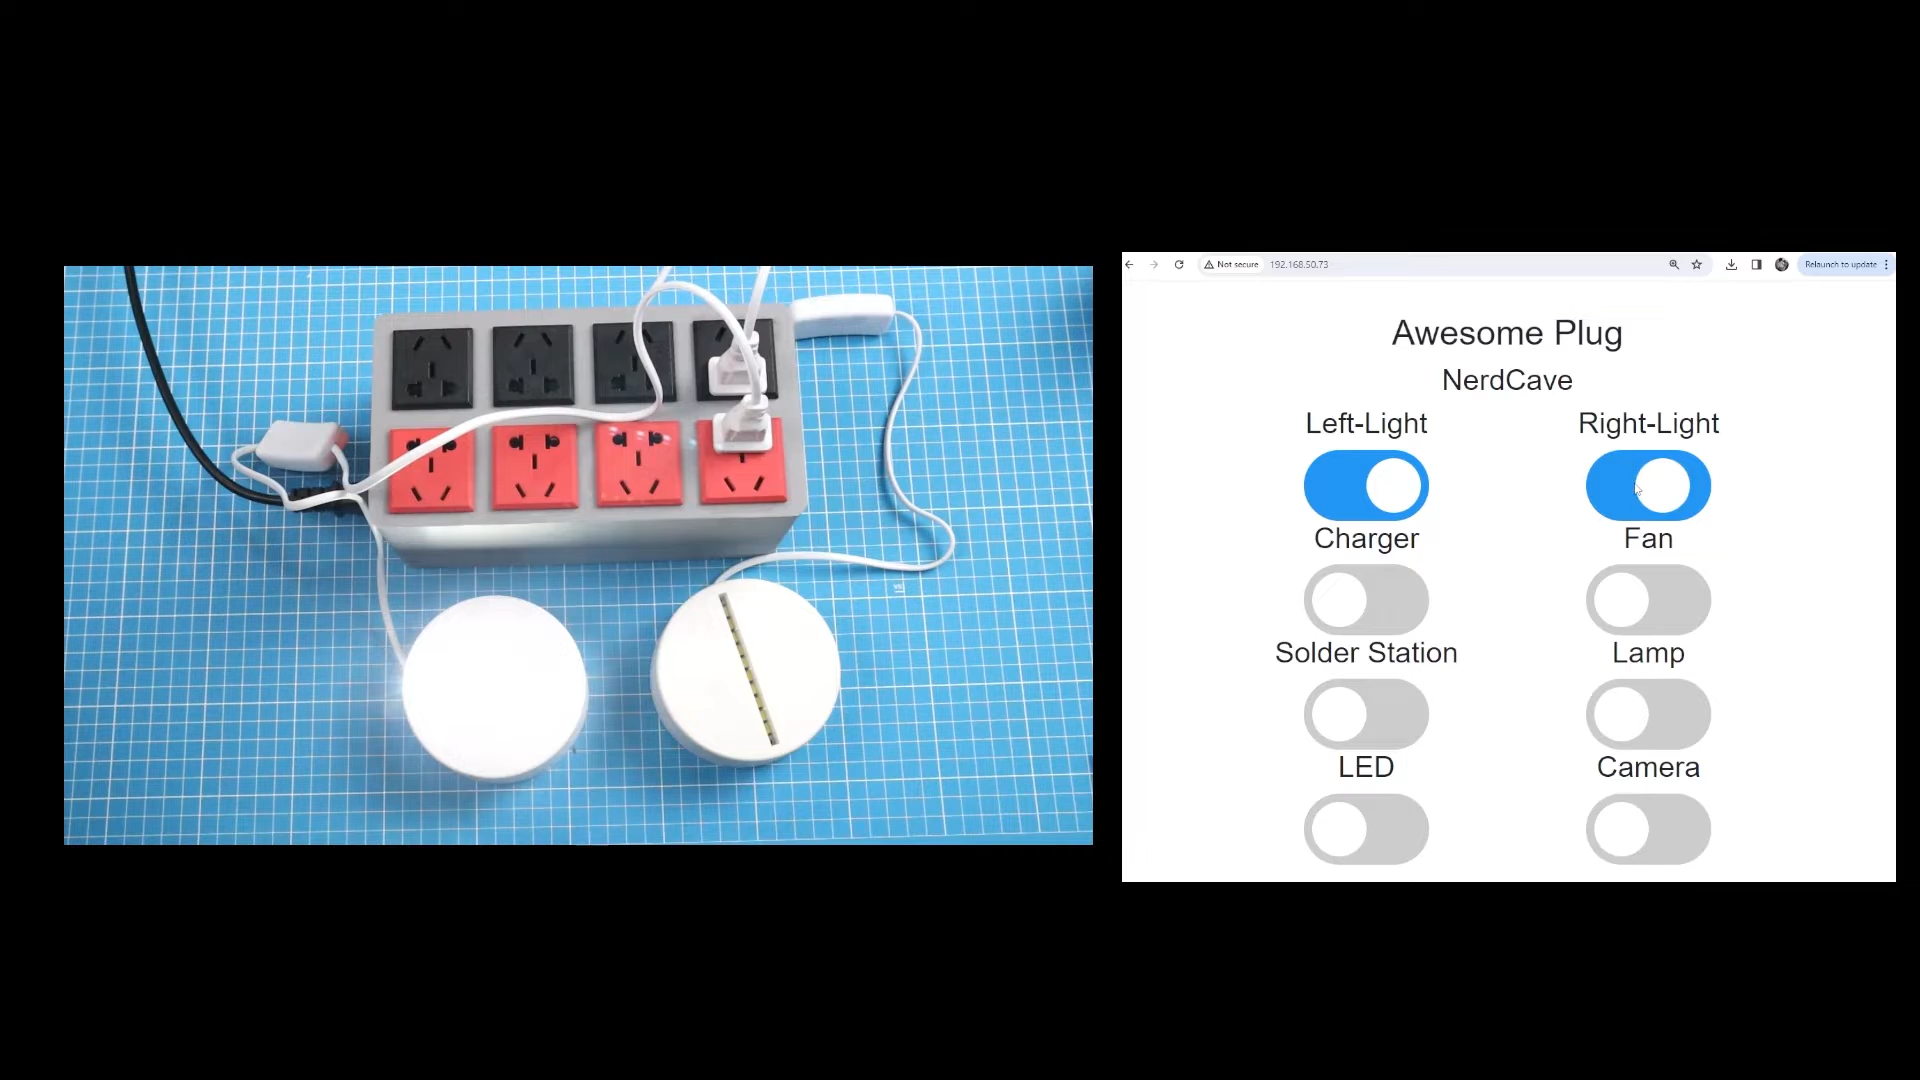 Not secure 192.168.50.73 Relaunch to update
Awesome Plug
NerdCave
Left-Light Right-Light
Charger Fan
Solder Station Lamp
LED Camera